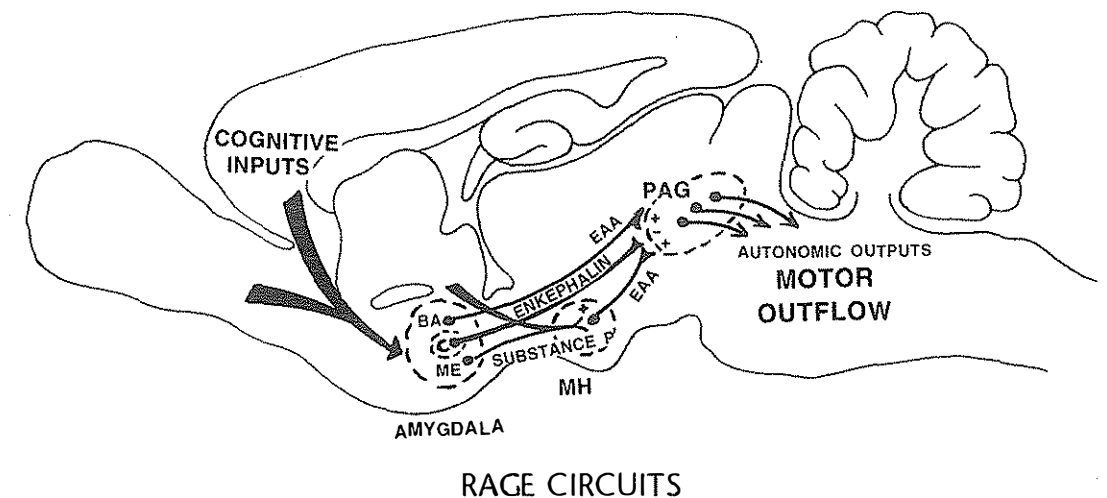 COGNITIVE
INPUTS
PAG
EAA
ENKEPHALIN
EAA
AUTONOMIC OUTPUTS
MOTOR
OUTFLOW
BA
C
ME
SUBSTANCE P
MH
AMYGDALA
RAGE CIRCUITS
+
-
+
+